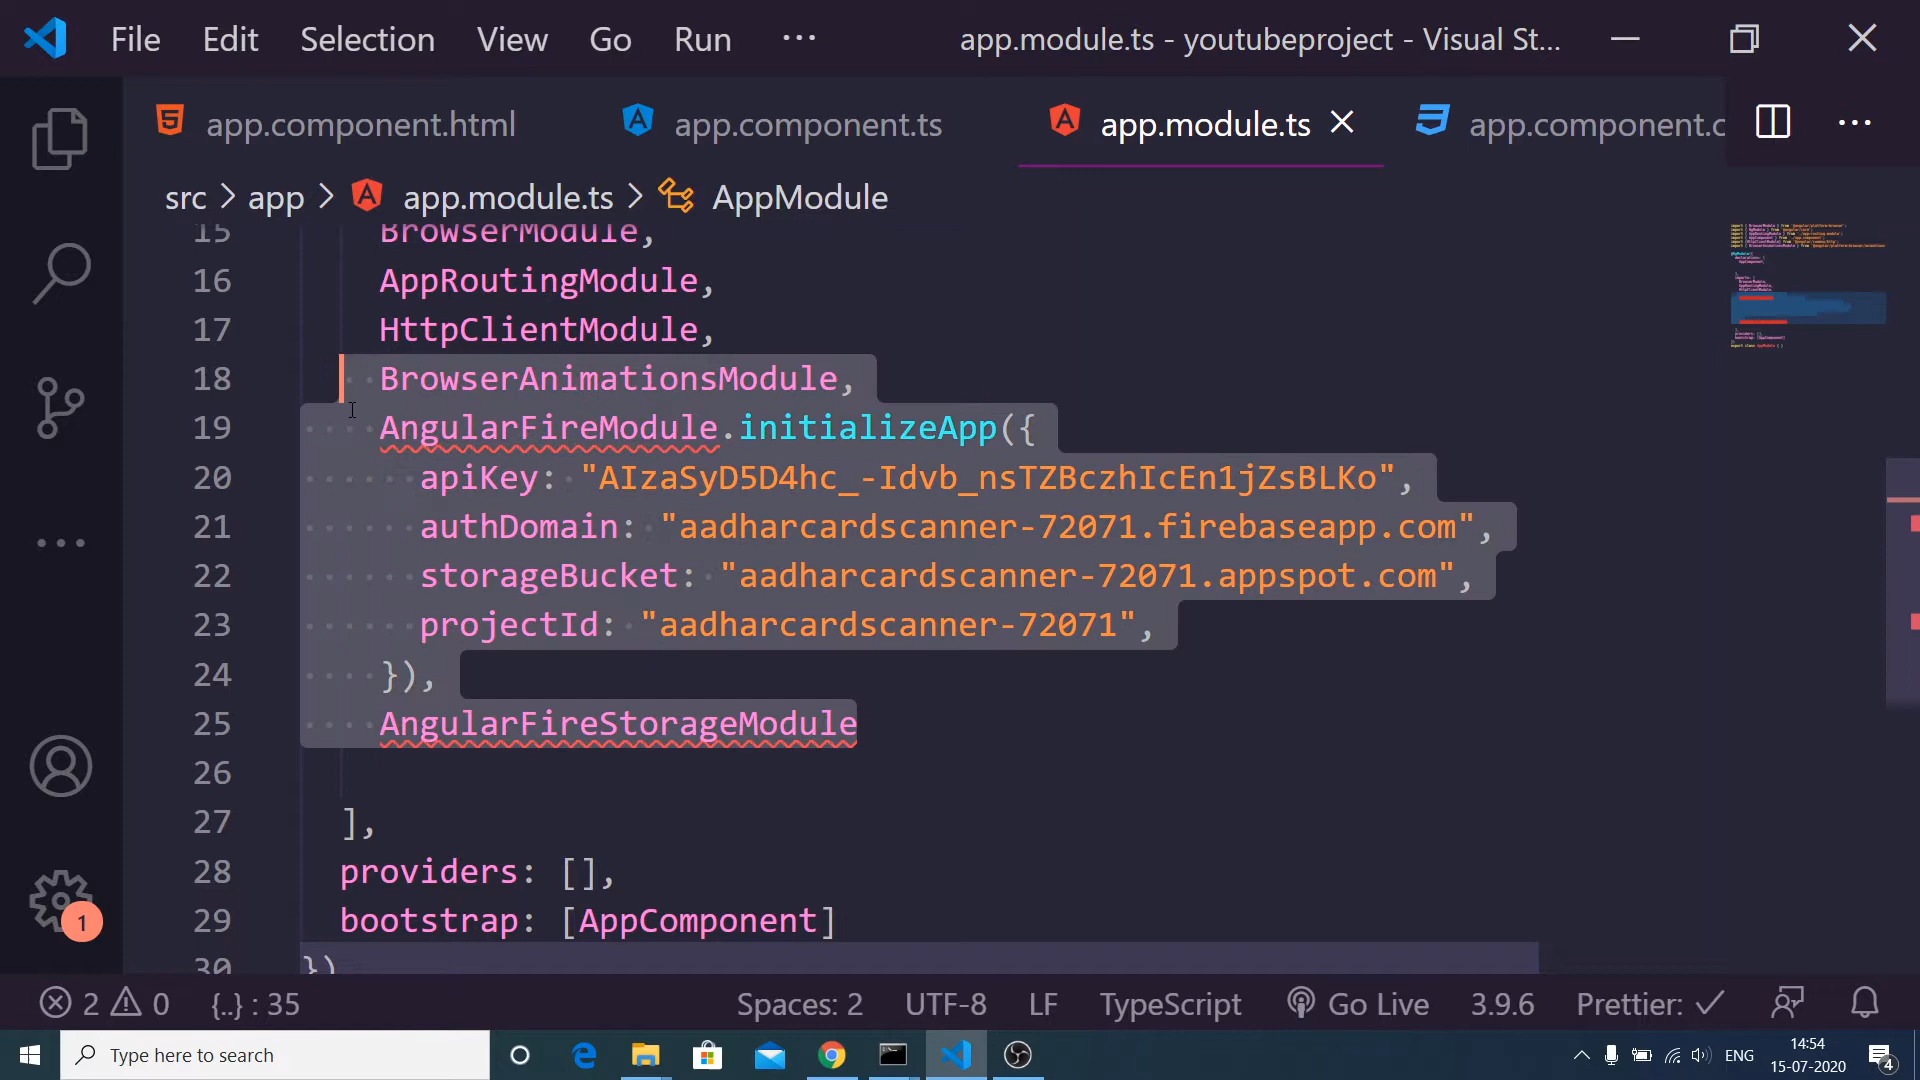 File Edit Selection View Go Run ··· app.module.ts - youtubeproject - Visual St...
app.component.html app.component.ts app.module.ts app.component.c
src > app > app.module.ts > AppModule
15 BrowserModule,
16 AppRoutingModule,
17 HttpClientModule,
18 BrowserAnimationsModule,
19 AngularFireModule.initializeApp({
20 apiKey: "AIzaSyD5D4hc_-Idvb_nsTZBczhIcEn1jZsBLKo",
21 authDomain: "aadharcardscanner-72071.firebaseapp.com",
22 storageBucket: "aadharcardscanner-72071.appspot.com",
23 projectId: "aadharcardscanner-72071",
24 }),
25 AngularFireStorageModule
26
27 ],
28 providers: [],
29 bootstrap: [AppComponent]
30 })
1
2 0 {..} : 35 Spaces: 2 UTF-8 LF TypeScript Go Live 3.9.6 Prettier: ✓
Type here to search ENG 14:54
15-07-2020 4